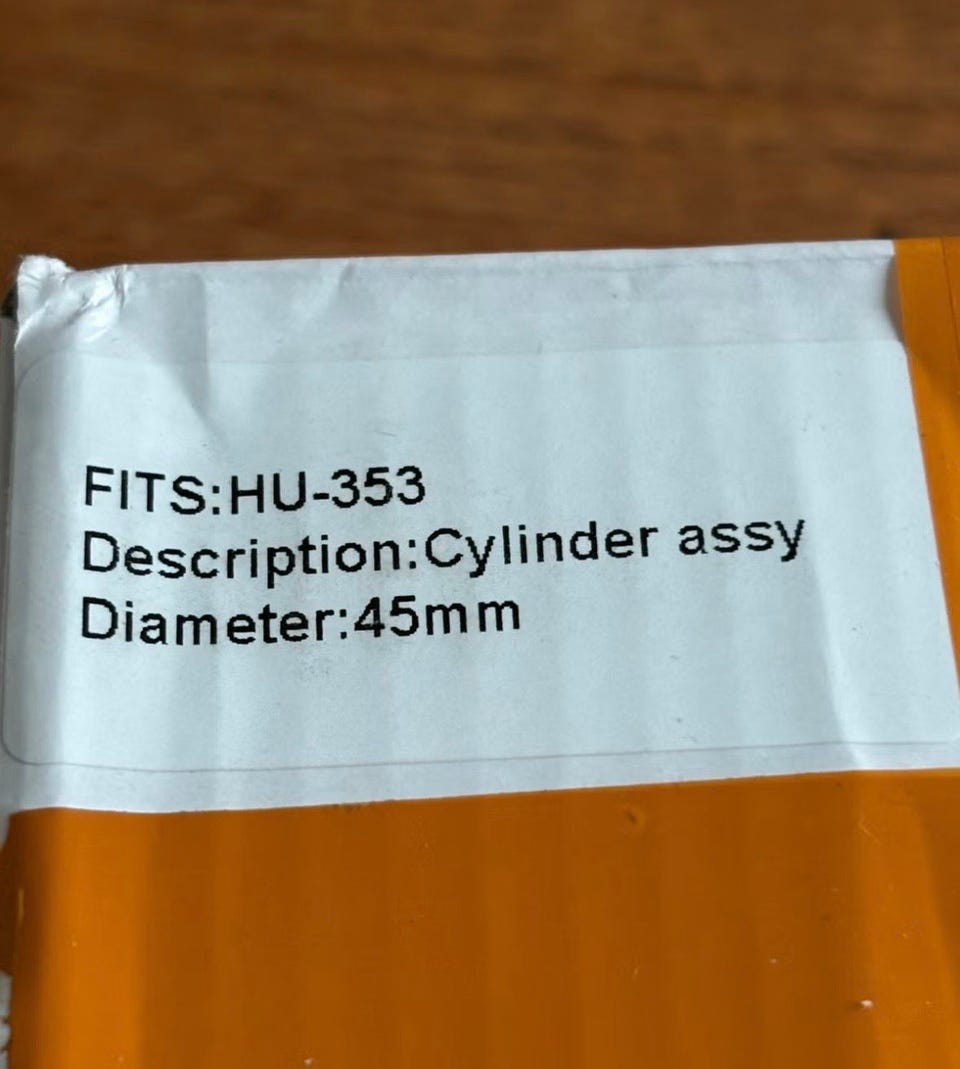 FITS:HU-353
Description:Cylinder assy
Diameter:45mm